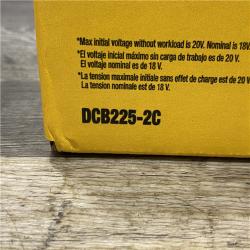 *Max initial voltage without workload is 20V. Nominal is 18V.
*El voltaje inicial máximo sin carga de trabajo es de 20 V.
El voltaje nominal es de 18 V.
*La tension maximale initiale sans effet de charge est de 20 V.
La tension nominale est de 18 V.
DCB225-2C